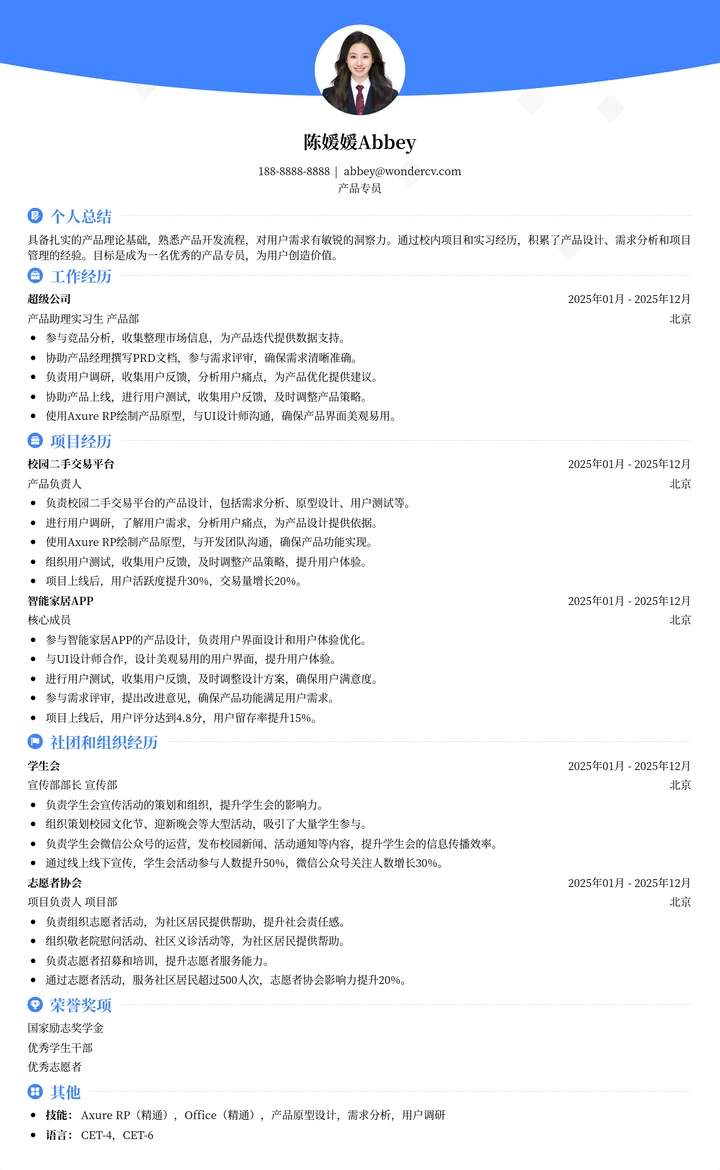 陈媛媛Abbey
188-8888-8888 | abbey@wondercv.com
产品专员
个人总结
具备扎实的产品理论基础，熟悉产品开发流程，对用户需求有敏锐的洞察力。通过校内项目和实习经历，积累了产品设计、需求分析和项目
管理的经验。目标是成为一名优秀的产品专员，为用户创造价值。
工作经历
超级公司 2025年01月 - 2025年12月
产品助理实习生 产品部 北京
• 参与竞品分析，收集整理市场信息，为产品迭代提供数据支持。
• 协助产品经理撰写PRD文档，参与需求评审，确保需求清晰准确。
• 负责用户调研，收集用户反馈，分析用户痛点，为产品优化提供建议。
• 协助产品上线，进行用户测试，收集用户反馈，及时调整产品策略。
• 使用Axure RP绘制产品原型，与UI设计师沟通，确保产品界面美观易用。
项目经历
校园二手交易平台 2025年01月 - 2025年12月
产品负责人 北京
• 负责校园二手交易平台的产品设计，包括需求分析、原型设计、用户测试等。
• 进行用户调研，了解用户需求，分析用户痛点，为产品设计提供依据。
• 使用Axure RP绘制产品原型，与开发团队沟通，确保产品功能实现。
• 组织用户测试，收集用户反馈，及时调整产品策略，提升用户体验。
• 项目上线后，用户活跃度提升30%，交易量增长20%。
智能家居APP 2025年01月 - 2025年12月
核心成员 北京
• 参与智能家居APP的产品设计，负责用户界面设计和用户体验优化。
• 与UI设计师合作，设计美观易用的用户界面，提升用户体验。
• 进行用户测试，收集用户反馈，及时调整设计方案，确保用户满意度。
• 参与需求评审，提出改进意见，确保产品功能满足用户需求。
• 项目上线后，用户评分达到4.8分，用户留存率提升15%。
社团和组织经历
学生会 2025年01月 - 2025年12月
宣传部部长 宣传部 北京
• 负责学生会宣传活动的策划和组织，提升学生会的影响力。
• 组织策划校园文化节、迎新晚会等大型活动，吸引了大量学生参与。
• 负责学生会微信公众号的运营，发布校园新闻、活动通知等内容，提升学生会的信息传播效率。
• 通过线上线下宣传，学生会活动参与人数提升50%，微信公众号关注人数增长30%。
志愿者协会 2025年01月 - 2025年12月
项目负责人 项目部 北京
• 负责组织志愿者活动，为社区居民提供帮助，提升社会责任感。
• 组织敬老院慰问活动、社区义诊活动等，为社区居民提供帮助。
• 负责志愿者招募和培训，提升志愿者服务能力。
• 通过志愿者活动，服务社区居民超过500人次，志愿者协会影响力提升20%。
荣誉奖项
国家励志奖学金
优秀学生干部
优秀志愿者
其他
• 技能： Axure RP（精通）, Office（精通）, 产品原型设计，需求分析，用户调研
• 语言： CET-4，CET-6